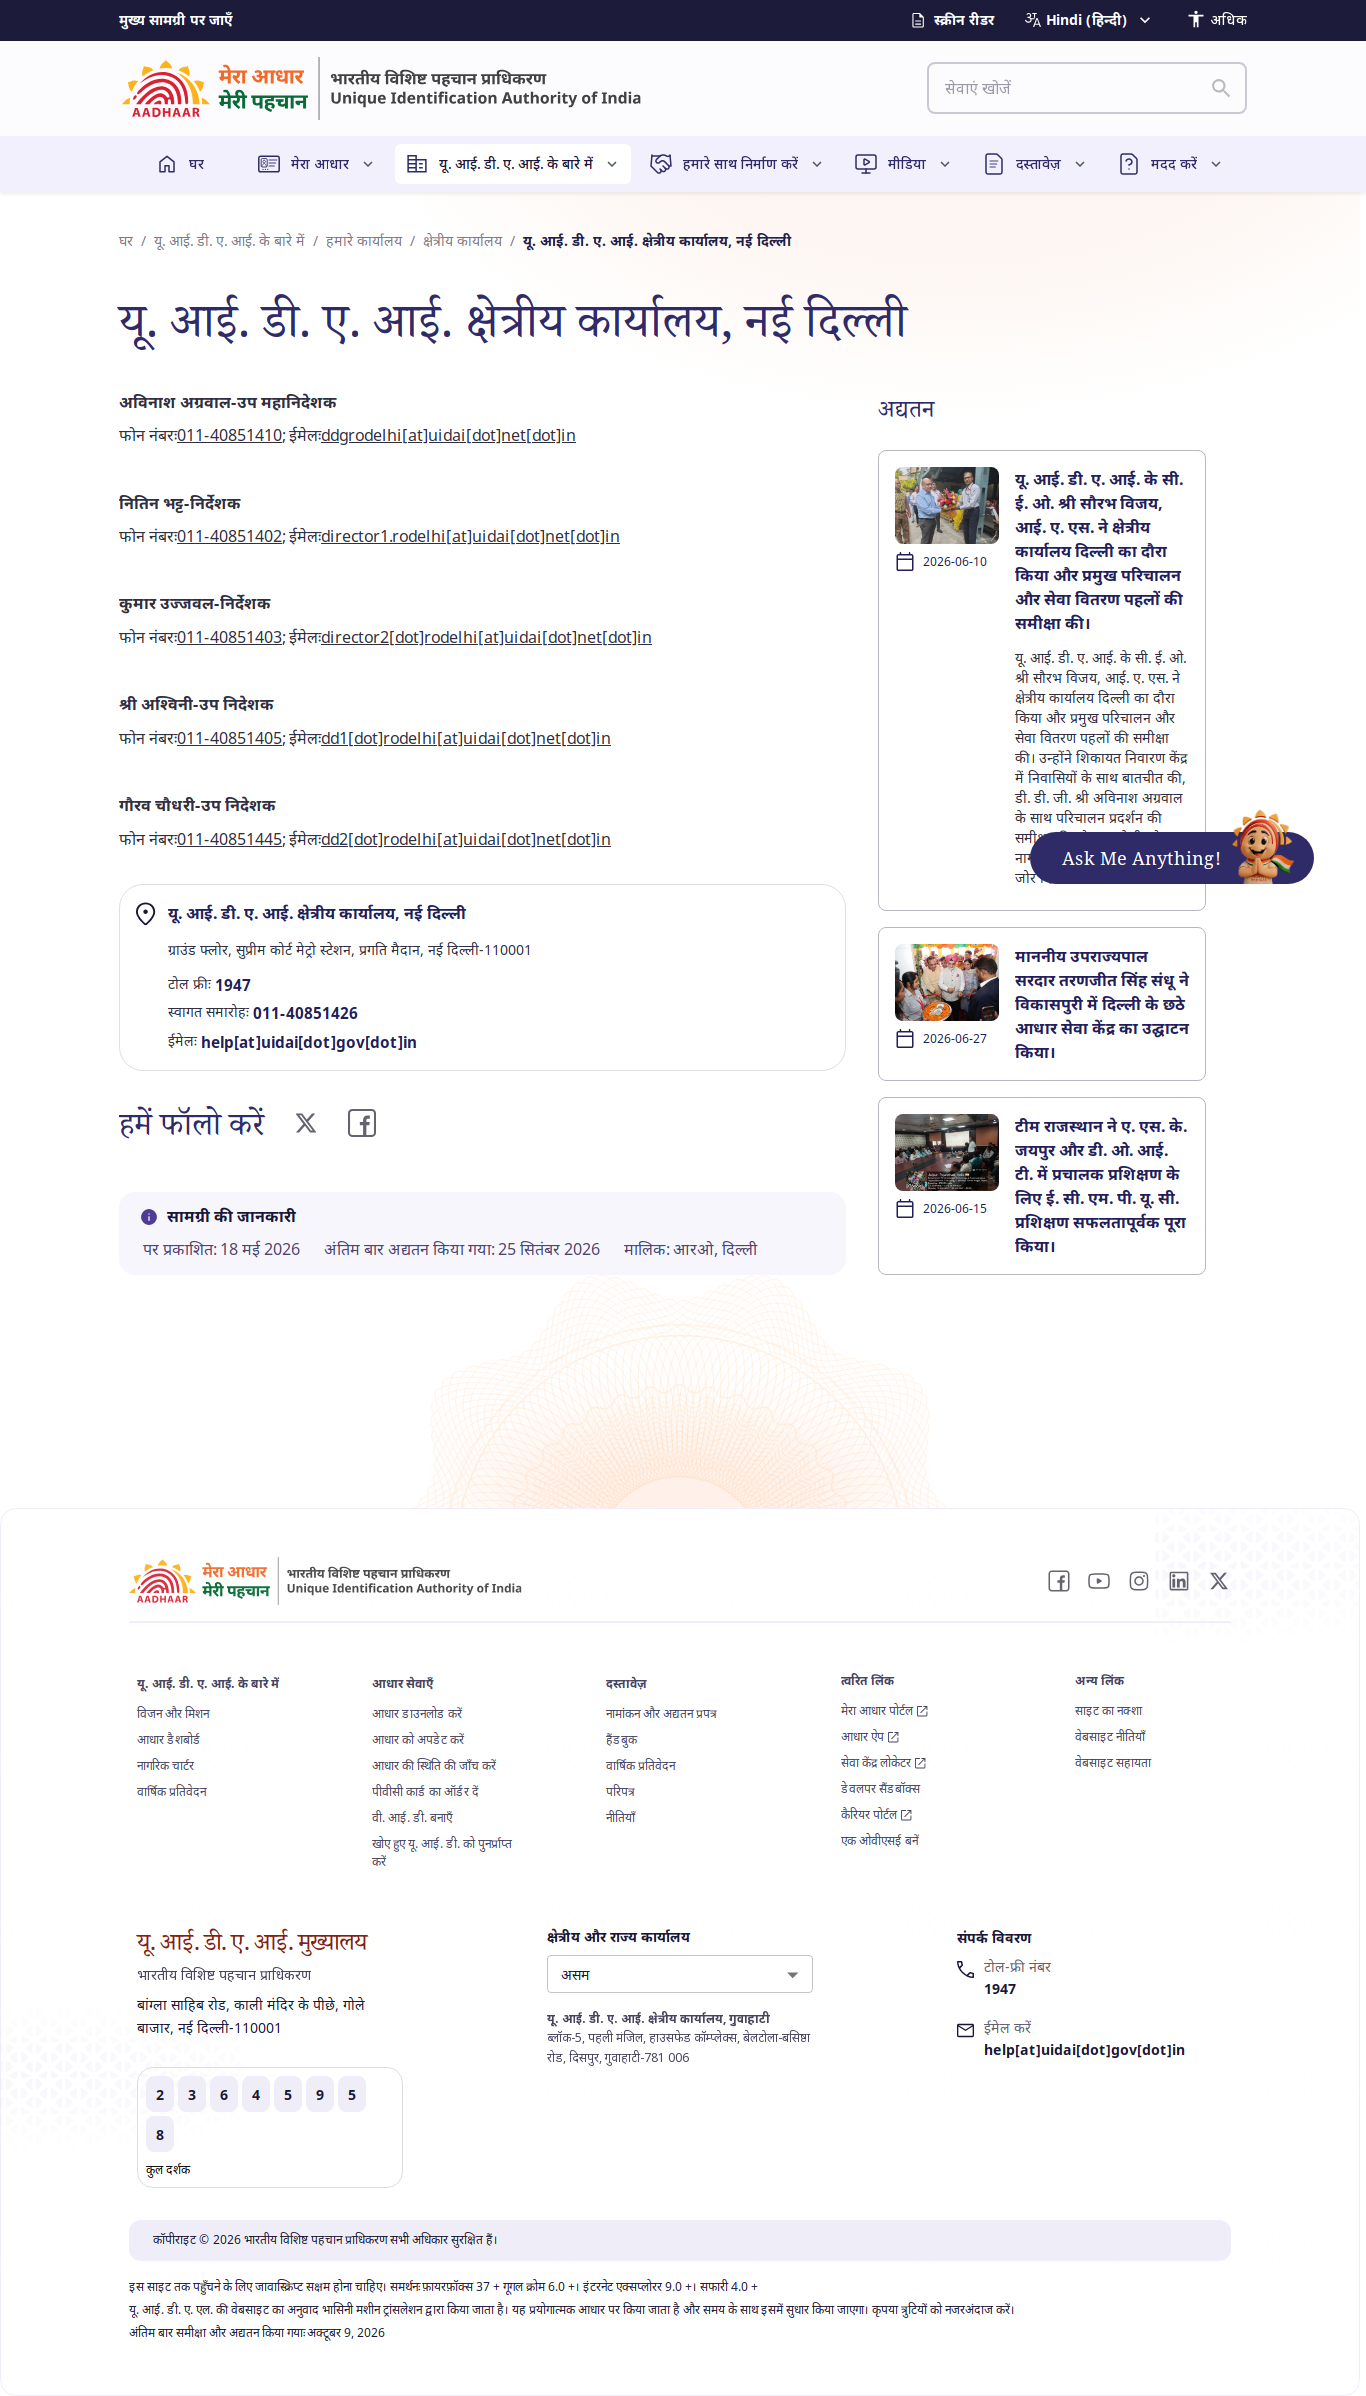 मुख्य सामग्री पर जाएँ
स्क्रीन रीडर
Hindi (हिन्दी)
अधिक
मेरा आधार
मेरी पहचान
AADHAAR
भारतीय विशिष्ट पहचान प्राधिकरण
Unique Identification Authority of India
सेवाएं खोजें
घर
मेरा आधार
यू. आई. डी. ए. आई. के बारे में
हमारे साथ निर्माण करें
मीडिया
दस्तावेज़
मदद करें
घर / यू. आई. डी. ए. आई. के बारे में / हमारे कार्यालय / क्षेत्रीय कार्यालय / यू. आई. डी. ए. आई. क्षेत्रीय कार्यालय, नई दिल्ली
यू. आई. डी. ए. आई. क्षेत्रीय कार्यालय, नई दिल्ली
अविनाश अग्रवाल-उप महानिदेशक
फोन नंबरः011-40851410; ईमेलःddgrodelhi[at]uidai[dot]net[dot]in
नितिन भट्ट-निर्देशक
फोन नंबरः011-40851402; ईमेलःdirector1.rodelhi[at]uidai[dot]net[dot]in
कुमार उज्जवल-निर्देशक
फोन नंबरः011-40851403; ईमेलःdirector2[dot]rodelhi[at]uidai[dot]net[dot]in
श्री अश्विनी-उप निदेशक
फोन नंबरः011-40851405; ईमेलःdd1[dot]rodelhi[at]uidai[dot]net[dot]in
गौरव चौधरी-उप निदेशक
फोन नंबरः011-40851445; ईमेलःdd2[dot]rodelhi[at]uidai[dot]net[dot]in
यू. आई. डी. ए. आई. क्षेत्रीय कार्यालय, नई दिल्ली
ग्राउंड फ्लोर, सुप्रीम कोर्ट मेट्रो स्टेशन, प्रगति मैदान, नई दिल्ली-110001
टोल फ्रीः 1947
स्वागत समारोहः 011-40851426
ईमेलः help[at]uidai[dot]gov[dot]in
हमें फॉलो करें
सामग्री की जानकारी
पर प्रकाशित: 18 मई 2026
अंतिम बार अद्यतन किया गया: 25 सितंबर 2026
मालिक: आरओ, दिल्ली
अद्यतन
2026-06-10
यू. आई. डी. ए. आई. के सी.
ई. ओ. श्री सौरभ विजय,
आई. ए. एस. ने क्षेत्रीय
कार्यालय दिल्ली का दौरा
किया और प्रमुख परिचालन
और सेवा वितरण पहलों की
समीक्षा की।
यू. आई. डी. ए. आई. के सी. ई. ओ.
श्री सौरभ विजय, आई. ए. एस. ने
क्षेत्रीय कार्यालय दिल्ली का दौरा
किया और प्रमुख परिचालन और
सेवा वितरण पहलों की समीक्षा
की। उन्होंने शिकायत निवारण केंद्र
में निवासियों के साथ बातचीत की,
डी. डी. जी. श्री अविनाश अग्रवाल
के साथ परिचालन प्रदर्शन की
जोर
Ask Me Anything!
2026-06-27
माननीय उपराज्यपाल
सरदार तरणजीत सिंह संधू ने
विकासपुरी में दिल्ली के छठे
आधार सेवा केंद्र का उद्घाटन
किया।
2026-06-15
टीम राजस्थान ने ए. एस. के.
जयपुर और डी. ओ. आई.
टी. में प्रचालक प्रशिक्षण के
लिए ई. सी. एम. पी. यू. सी.
प्रशिक्षण सफलतापूर्वक पूरा
किया।
मेरा आधार
मेरी पहचान
AADHAAR
भारतीय विशिष्ट पहचान प्राधिकरण
Unique Identification Authority of India
यू. आई. डी. ए. आई. के बारे में
विजन और मिशन
आधार डैशबोर्ड
नागरिक चार्टर
वार्षिक प्रतिवेदन
आधार सेवाएँ
आधार डाउनलोड करें
आधार को अपडेट करें
आधार की स्थिति की जाँच करें
पीवीसी कार्ड का ऑर्डर दें
वी. आई. डी. बनाएँ
खोए हुए यू. आई. डी. को पुनर्प्राप्त
करें
दस्तावेज़
नामांकन और अद्यतन प्रपत्र
हैंडबुक
वार्षिक प्रतिवेदन
परिपत्र
नीतियाँ
त्वरित लिंक
मेरा आधार पोर्टल
आधार ऐप
सेवा केंद्र लोकेटर
डेवलपर सैंडबॉक्स
कैरियर पोर्टल
एक ओवीएसई बनें
अन्य लिंक
साइट का नक्शा
वेबसाइट नीतियाँ
वेबसाइट सहायता
यू. आई. डी. ए. आई. मुख्यालय
भारतीय विशिष्ट पहचान प्राधिकरण
बांग्ला साहिब रोड, काली मंदिर के पीछे, गोले
बाजार, नई दिल्ली-110001
2 3 6 4 5 9 5
8
कुल दर्शक
क्षेत्रीय और राज्य कार्यालय
असम
यू. आई. डी. ए. आई. क्षेत्रीय कार्यालय, गुवाहाटी
ब्लॉक-5, पहली मंजिल, हाउसफेड कॉम्प्लेक्स, बेलटोला-बसिष्ठा
रोड, दिसपुर, गुवाहाटी-781 006
संपर्क विवरण
टोल-फ्री नंबर
1947
ईमेल करें
help[at]uidai[dot]gov[dot]in
कॉपीराइट © 2026 भारतीय विशिष्ट पहचान प्राधिकरण सभी अधिकार सुरक्षित हैं।
इस साइट तक पहुँचने के लिए जावास्क्रिप्ट सक्षम होना चाहिए। समर्थनः फ़ायरफ़ॉक्स 37 + गूगल क्रोम 6.0 +। इंटरनेट एक्सप्लोरर 9.0 +। सफारी 4.0 +
यू. आई. डी. ए. एल. की वेबसाइट का अनुवाद भासिनी मशीन ट्रांसलेशन द्वारा किया जाता है। यह प्रयोगात्मक आधार पर किया जाता है और समय के साथ इसमें सुधार किया जाएगा। कृपया त्रुटियों को नजरअंदाज करें।
अंतिम बार समीक्षा और अद्यतन किया गयाः अक्टूबर 9, 2026